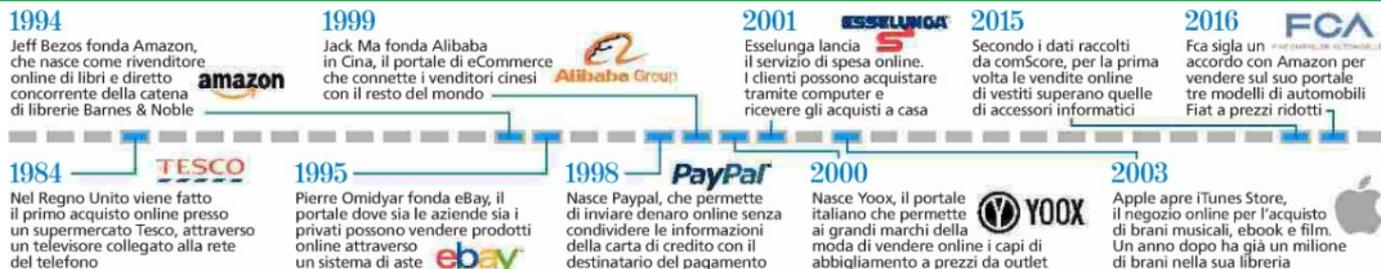 1994
Jeff Bezos fonda Amazon,
che nasce come rivenditore
online di libri e diretto
concorrente della catena
di librerie Barnes & Noble
amazon
1999
Jack Ma fonda Alibaba
in Cina, il portale di eCommerce
che connette i venditori cinesi
con il resto del mondo
Alibaba Group
2001
ESSELUNGA
Esselunga lancia
il servizio di spesa online.
I clienti possono acquistare
tramite computer e
ricevere gli acquisti a casa
2015
Secondo i dati raccolti
da comScore, per la prima
volta le vendite online
di vestiti superano quelle
di accessori informatici
2016
FCA
Fca sigla un
accordo con Amazon per
vendere sul suo portale
tre modelli di automobili
Fiat a prezzi ridotti
1984
TESCO
Nel Regno Unito viene fatto
il primo acquisto online presso
un supermercato Tesco, attraverso
un televisore collegato alla rete
del telefono
1995
Pierre Omidyar fonda eBay, il
portale dove sia le aziende sia i
privati possono vendere prodotti
online attraverso
un sistema di aste
ebay
1998
PayPal
Nasce Paypal, che permette
di inviare denaro online senza
condividere le informazioni
della carta di credito con il
destinatario del pagamento
2000
Nasce Yoox, il portale
italiano che permette
ai grandi marchi della
moda di vendere online i capi di
abbigliamento a prezzi da outlet
Y YOOX
2003
Apple apre iTunes Store,
il negozio online per l'acquisto
di brani musicali, ebook e film.
Un anno dopo ha già un milione
di brani nella sua libreria